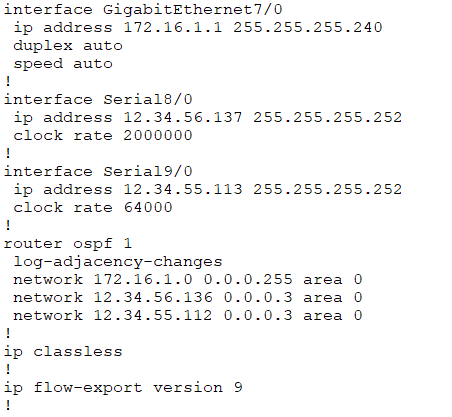 interface GigabitEthernet7/0
 ip address 172.16.1.1 255.255.255.240
 duplex auto
 speed auto
!
interface Serial8/0
 ip address 12.34.56.137 255.255.255.252
 clock rate 2000000
!
interface Serial9/0
 ip address 12.34.55.113 255.255.255.252
 clock rate 64000
!
router ospf 1
 log-adjacency-changes
 network 172.16.1.0 0.0.0.255 area 0
 network 12.34.56.136 0.0.0.3 area 0
 network 12.34.55.112 0.0.0.3 area 0
!
ip classless
!
ip flow-export version 9
!